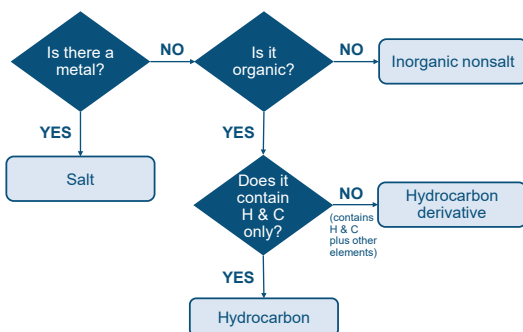 Is there a
metal?
NO
Is it
organic?
NO
Inorganic nonsalt
YES
YES
Salt
Does it
contain
H & C
only?
NO
(contains
H & C
plus other
elements)
Hydrocarbon
derivative
YES
Hydrocarbon